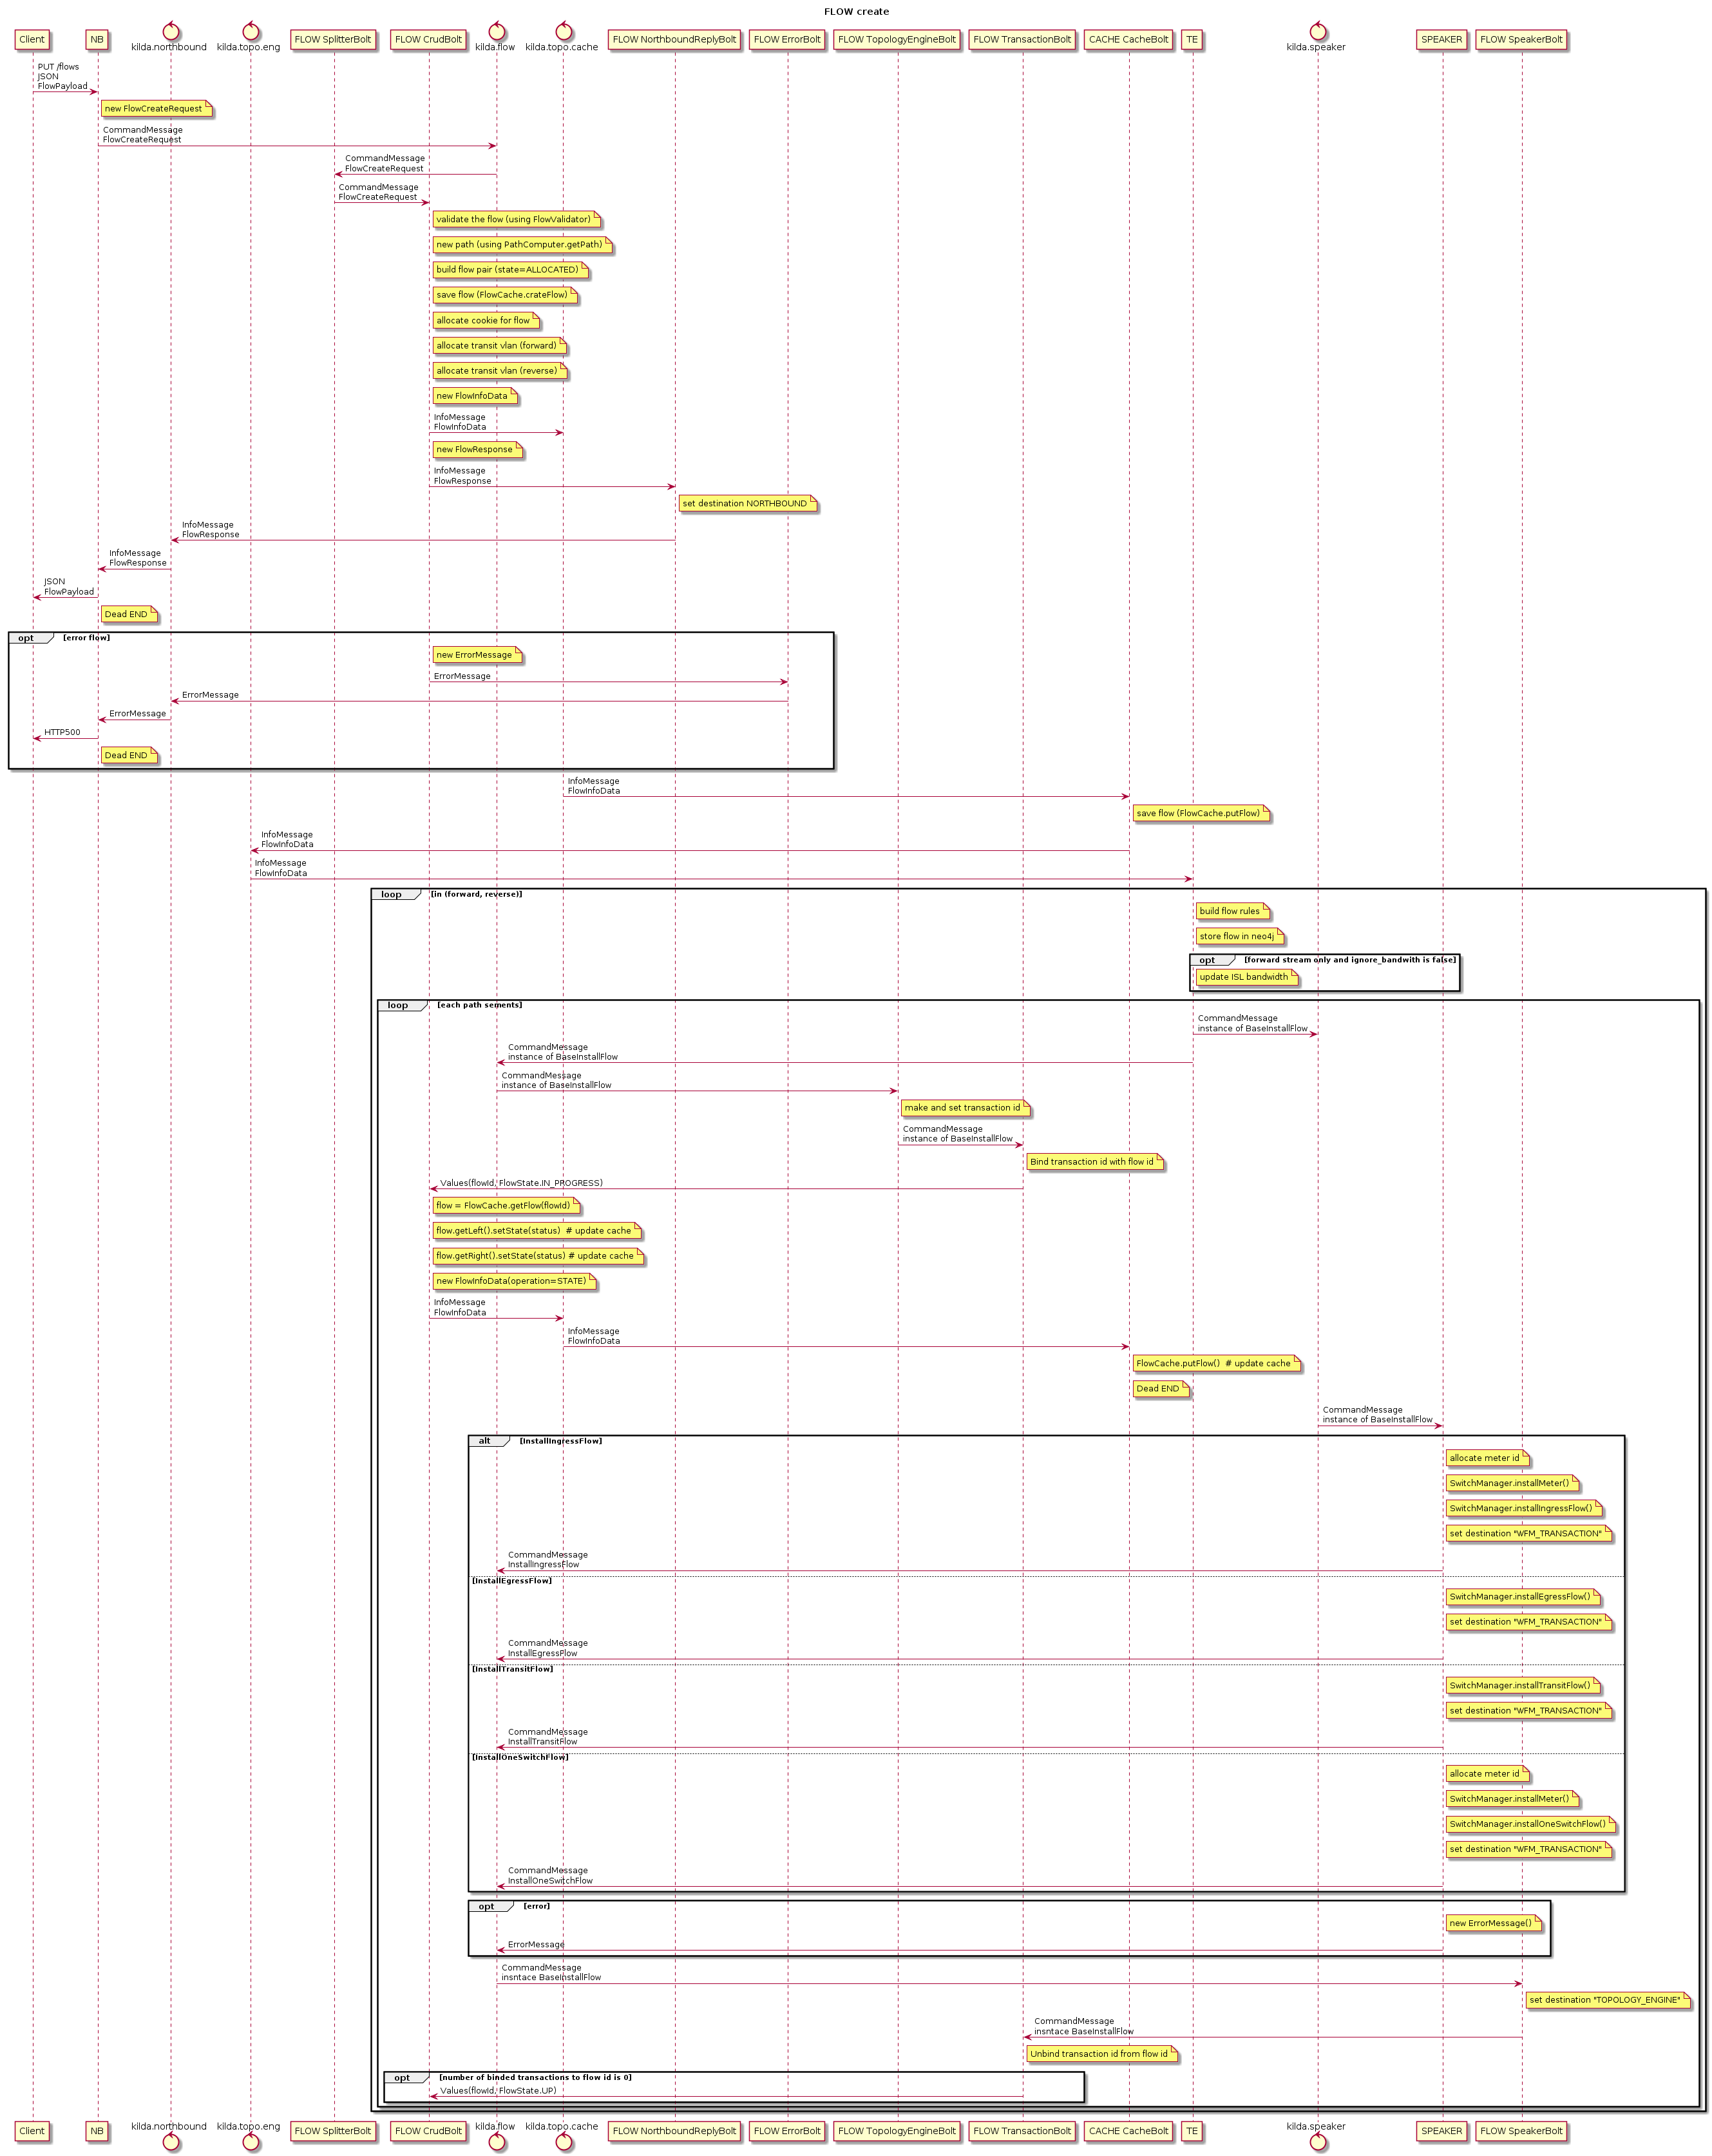 FLOW create
Client
NB
kilda.northbound
kilda.topo.eng
FLOW SplitterBolt
FLOW CrudBolt
kilda.flow
kilda.topo.cache
FLOW NorthboundReplyBolt
FLOW ErrorBolt
FLOW TopologyEngineBolt
FLOW TransactionBolt
CACHE CacheBolt
TE
kilda.speaker
SPEAKER
FLOW SpeakerBolt
PUT /flows
JSON
FlowPayload
new FlowCreateRequest
CommandMessage
FlowCreateRequest
CommandMessage
FlowCreateRequest
CommandMessage
FlowCreateRequest
validate the flow (using FlowValidator)
new path (using PathComputer.getPath)
build flow pair (state=ALLOCATED)
save flow (FlowCache.crateFlow)
allocate cookie for flow
allocate transit vlan (forward)
allocate transit vlan (reverse)
new FlowInfoData
InfoMessage
FlowInfoData
new FlowResponse
InfoMessage
FlowResponse
set destination NORTHBOUND
InfoMessage
FlowResponse
InfoMessage
FlowResponse
JSON
FlowPayload
Dead END
opt [error flow]
new ErrorMessage
ErrorMessage
ErrorMessage
ErrorMessage
HTTP500
Dead END
InfoMessage
FlowInfoData
save flow (FlowCache.putFlow)
InfoMessage
FlowInfoData
InfoMessage
FlowInfoData
loop [in (forward, reverse)]
build flow rules
store flow in neo4j
opt [forward stream only and ignore_bandwith is false]
update ISL bandwidth
loop [each path sements]
CommandMessage
instance of BaseInstallFlow
CommandMessage
instance of BaseInstallFlow
CommandMessage
instance of BaseInstallFlow
make and set transaction id
CommandMessage
instance of BaseInstallFlow
Bind transaction id with flow id
Values(flowId, FlowState.IN_PROGRESS)
flow = FlowCache.getFlow(flowId)
flow.getLeft().setState(status)  # update cache
flow.getRight().setState(status) # update cache
new FlowInfoData(operation=STATE)
InfoMessage
FlowInfoData
InfoMessage
FlowInfoData
FlowCache.putFlow()  # update cache
Dead END
CommandMessage
instance of BaseInstallFlow
alt [InstallIngressFlow]
allocate meter id
SwitchManager.installMeter()
SwitchManager.installIngressFlow()
set destination "WFM_TRANSACTION"
CommandMessage
InstallIngressFlow
[InstallEgressFlow]
SwitchManager.installEgressFlow()
set destination "WFM_TRANSACTION"
CommandMessage
InstallEgressFlow
[InstallTransitFlow]
SwitchManager.installTransitFlow()
set destination "WFM_TRANSACTION"
CommandMessage
InstallTransitFlow
[InstallOneSwitchFlow]
allocate meter id
SwitchManager.installMeter()
SwitchManager.installOneSwitchFlow()
set destination "WFM_TRANSACTION"
CommandMessage
InstallOneSwitchFlow
opt [error]
new ErrorMessage()
ErrorMessage
CommandMessage
insntace BaseInstallFlow
set destination "TOPOLOGY_ENGINE"
CommandMessage
insntace BaseInstallFlow
Unbind transaction id from flow id
opt [number of binded transactions to flow id is 0]
Values(flowId, FlowState.UP)
Client
NB
kilda.northbound
kilda.topo.eng
FLOW SplitterBolt
FLOW CrudBolt
kilda.flow
kilda.topo.cache
FLOW NorthboundReplyBolt
FLOW ErrorBolt
FLOW TopologyEngineBolt
FLOW TransactionBolt
CACHE CacheBolt
TE
kilda.speaker
SPEAKER
FLOW SpeakerBolt